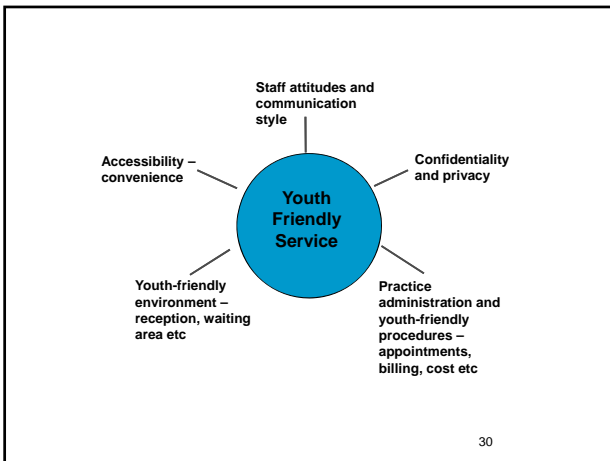 Staff attitudes and
communication
style
Accessibility –
convenience
Confidentiality
and privacy
Youth
Friendly
Service
Youth-friendly
environment –
reception, waiting
area etc
Practice
administration and
youth-friendly
procedures –
appointments,
billing, cost etc
30